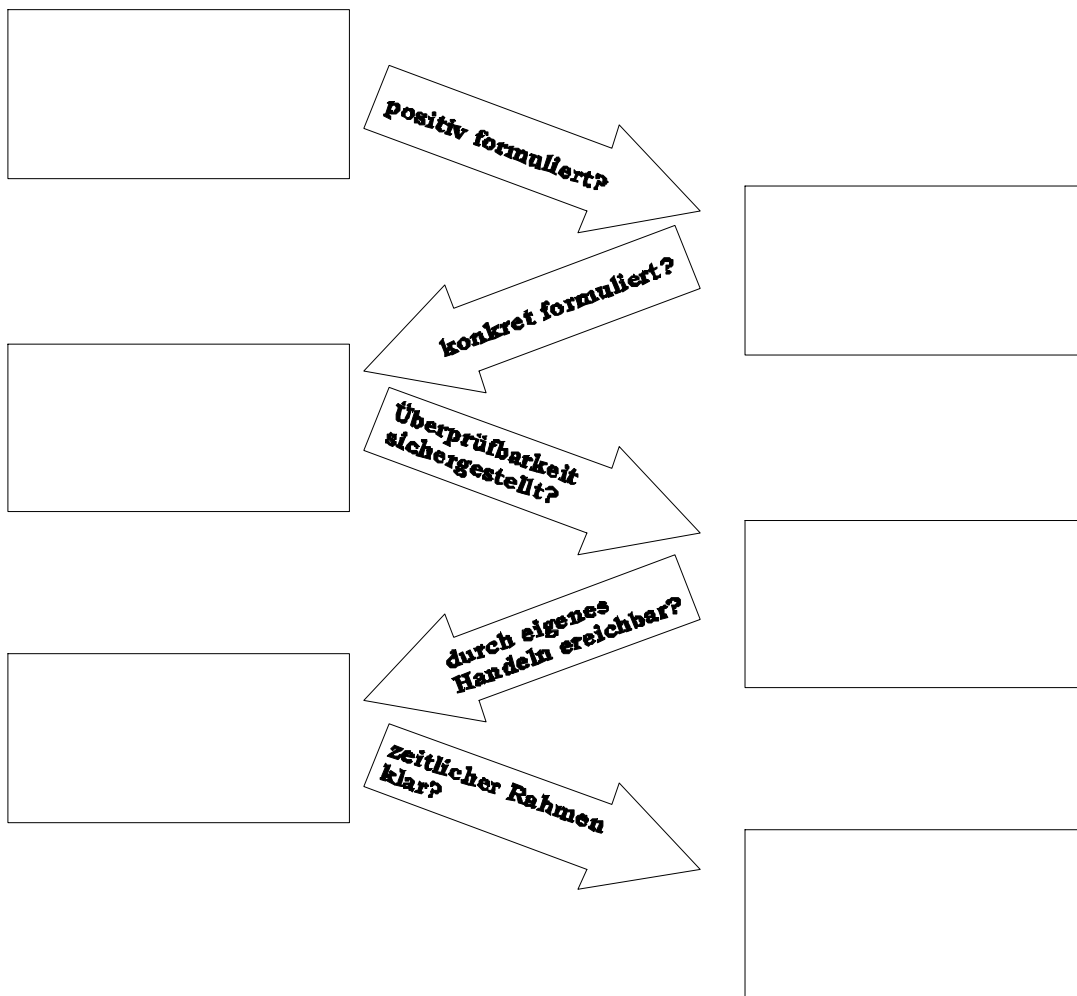 positiv formuliert?
konkret formuliert?
Überprüfbarkeit
sichergestellt?
durch eigenes
Handeln ereichbar?
zeitlicher Rahmen
klar?